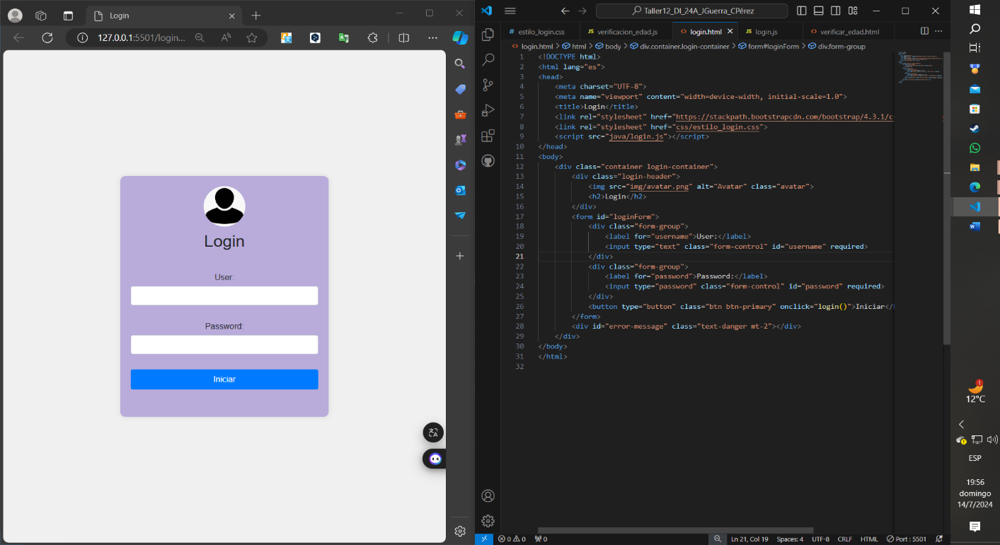 Login
127.0.0.1:5501/login...
Login
User:
Password:
Iniciar
Taller12_DI_24A_JGuerra_CPérez
# estilo_login.css
JS verificacion_edad.js
<> login.html
JS login.js
<> verificar_edad.html
<> login.html > html > body > div.container.login-container > form#loginForm > div.form-group
1 <!DOCTYPE html>
2 <html lang="es">
3 <head>
4 <meta charset="UTF-8">
5 <meta name="viewport" content="width=device-width, initial-scale=1.0">
6 <title>Login</title>
7 <link rel="stylesheet" href="https://stackpath.bootstrapcdn.com/bootstrap/4.3.1/c
8 <link rel="stylesheet" href="css/estilo_login.css">
9 <script src="java/login.js"></script>
10 </head>
11 <body>
12 <div class="container login-container">
13 <div class="login-header">
14 <img src="img/avatar.png" alt="Avatar" class="avatar">
15 <h2>Login</h2>
16 </div>
17 <form id="loginForm">
18 <div class="form-group">
19 <label for="username">User:</label>
20 <input type="text" class="form-control" id="username" required>
21 </div>
22 <div class="form-group">
23 <label for="password">Password:</label>
24 <input type="password" class="form-control" id="password" required>
25 </div>
26 <button type="button" class="btn btn-primary" onclick="login()">Iniciar</
27 </form>
28 <div id="error-message" class="text-danger mt-2"></div>
29 </div>
30 </body>
31 </html>
32
0 0 0
Ln 21, Col 19
Spaces: 4
UTF-8
CRLF
HTML
Port : 5501
1
12°C
ESP
19:56
domingo
14/7/2024